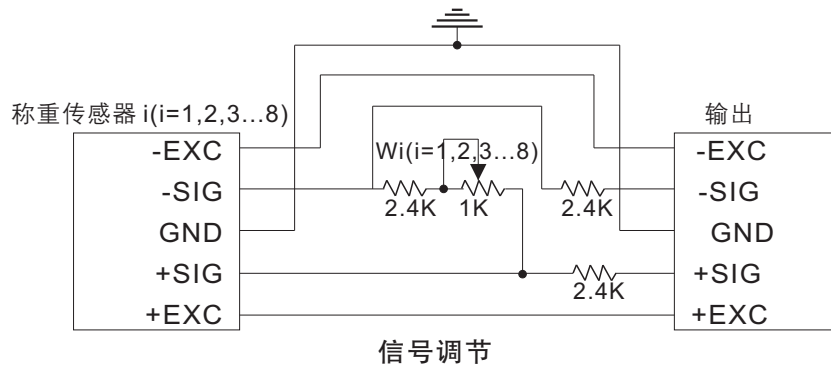 称重传感器 i(i=1,2,3...8)
输出
-EXC
Wi(i=1,2,3...8)
-EXC
-SIG
2.4K
1K
2.4K
-SIG
GND
GND
+SIG
2.4K
+SIG
+EXC
+EXC
信号调节